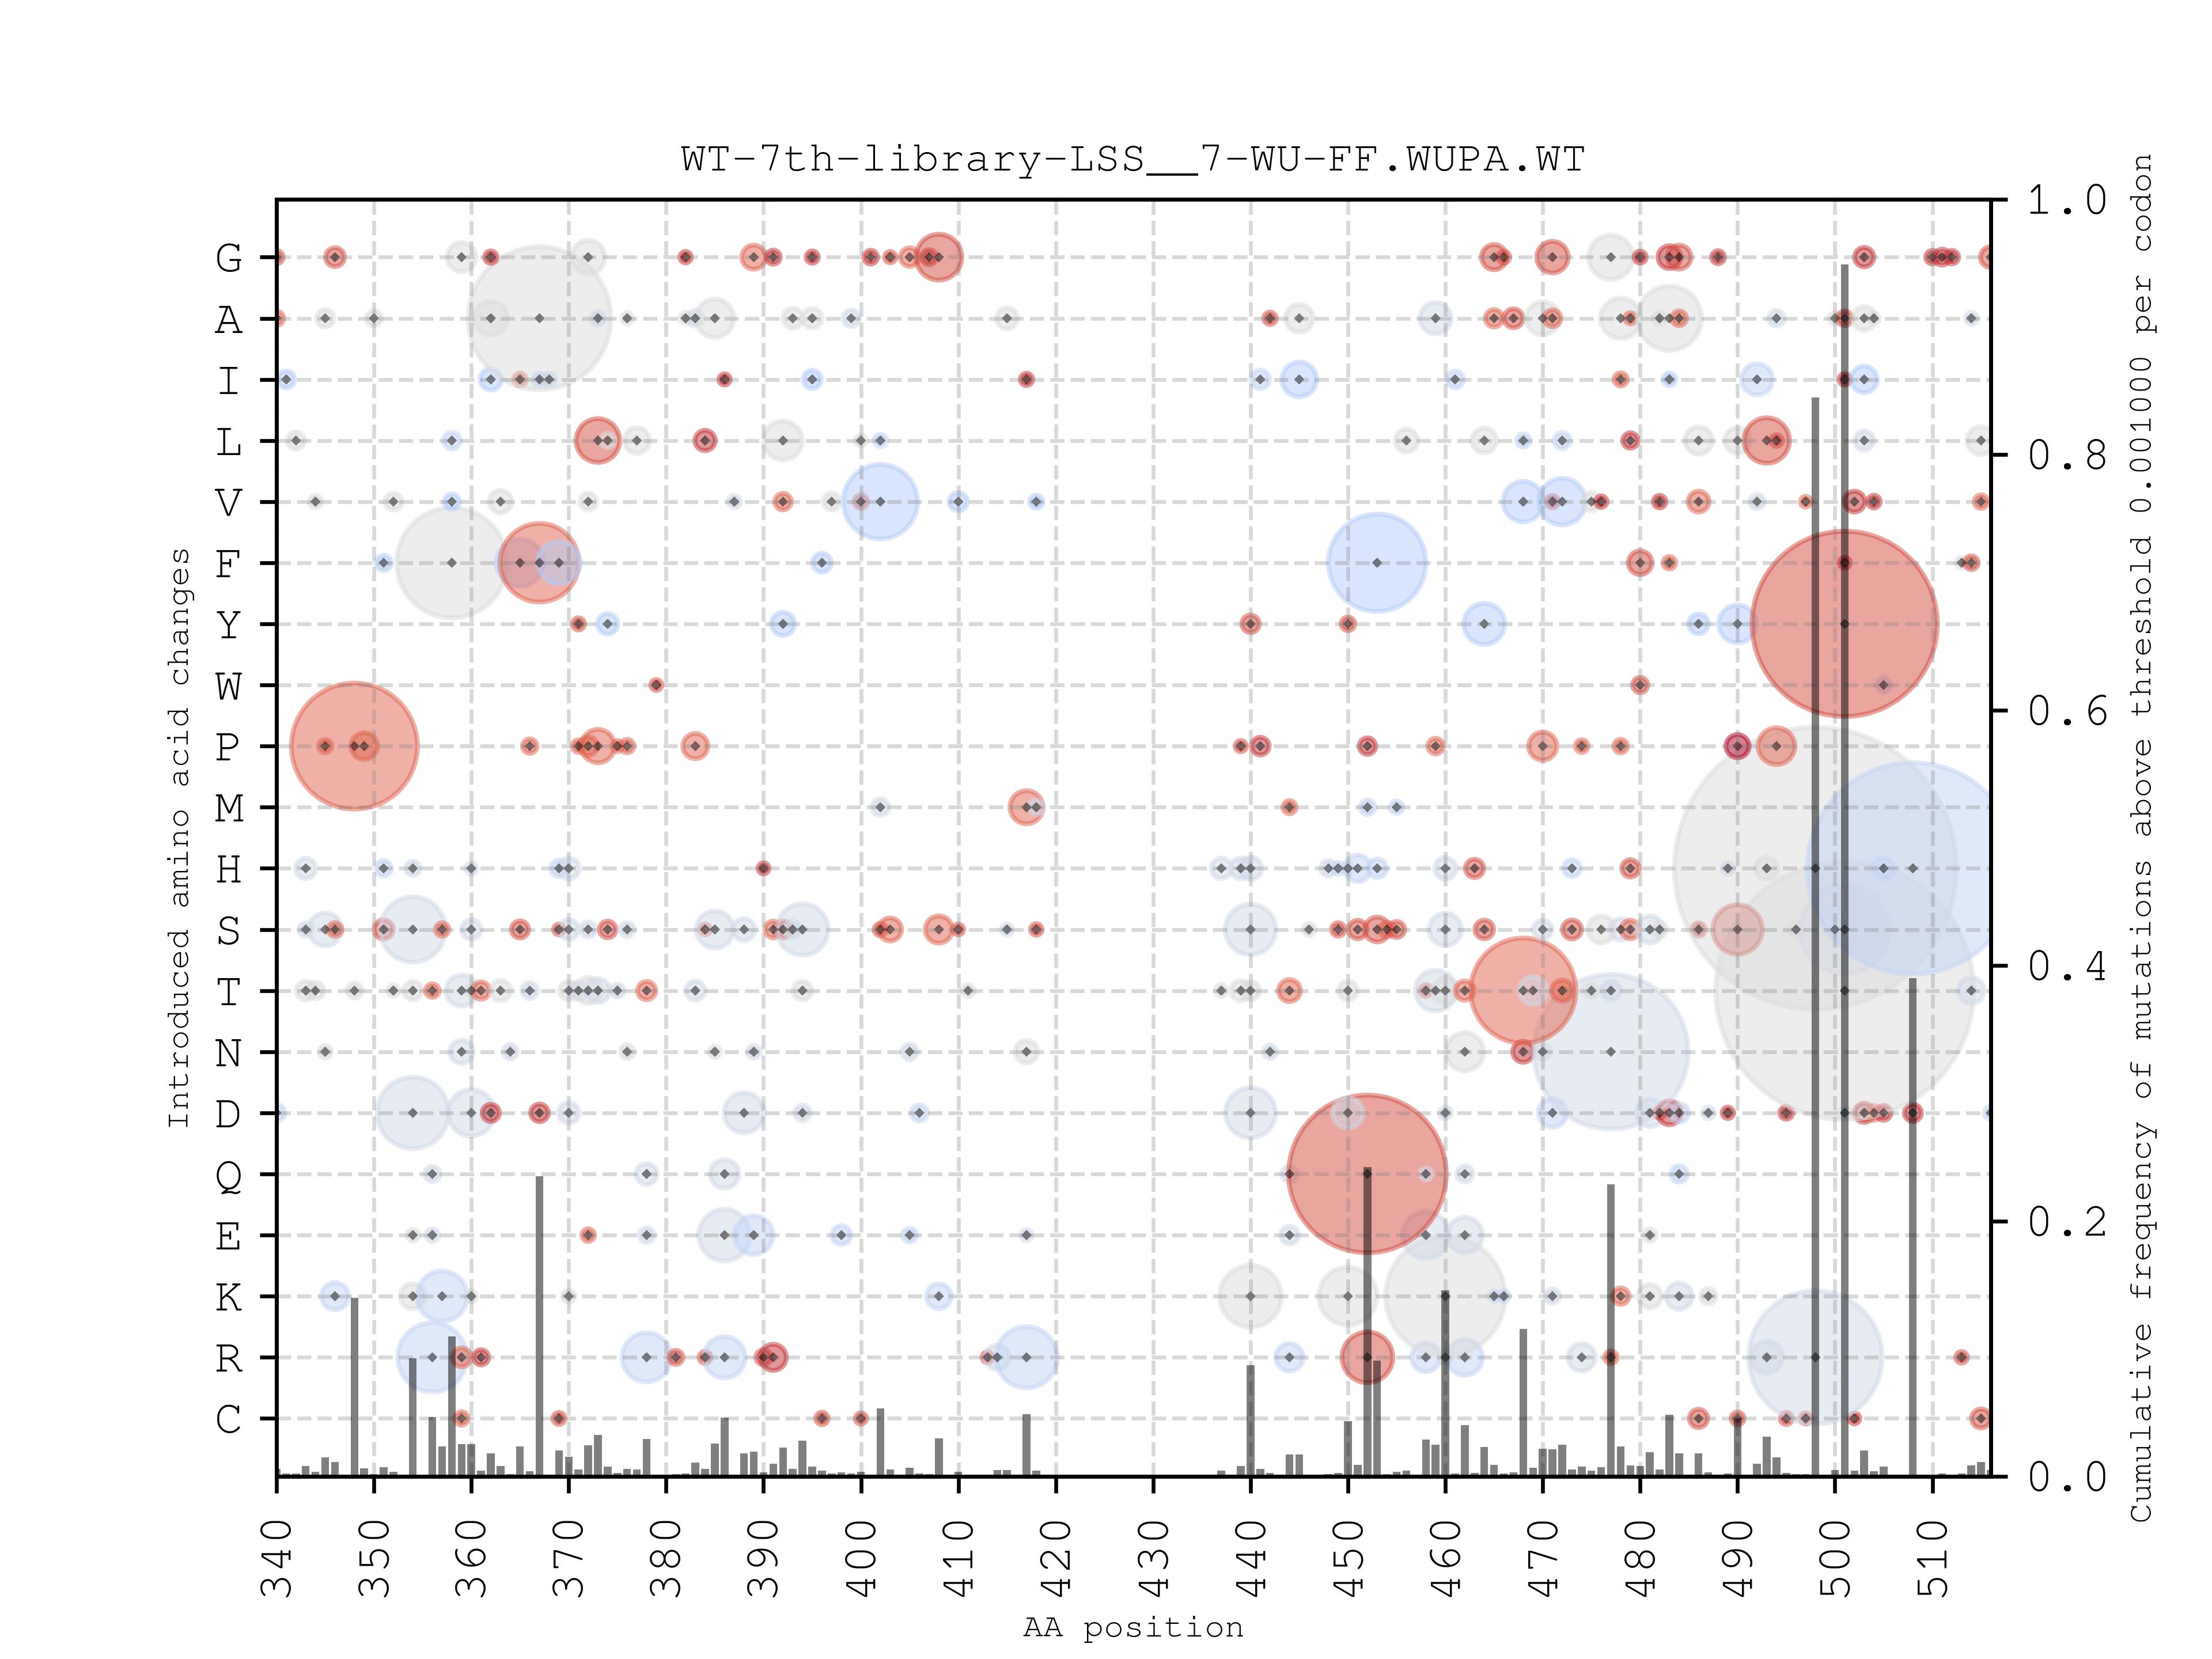 WT-7th-library-LSS__7-WU-FF.WUPA.WT
Introduced amino acid changes
G
A
I
L
V
F
Y
W
P
M
H
S
T
N
D
Q
E
K
R
C
1.0
0.8
0.6
0.4
0.2
0.0
Cumulative frequency of mutations above threshold 0.001000 per codon
340 350 360 370 380 390 400 410 420 430 440 450 460 470 480 490 500 510
AA position